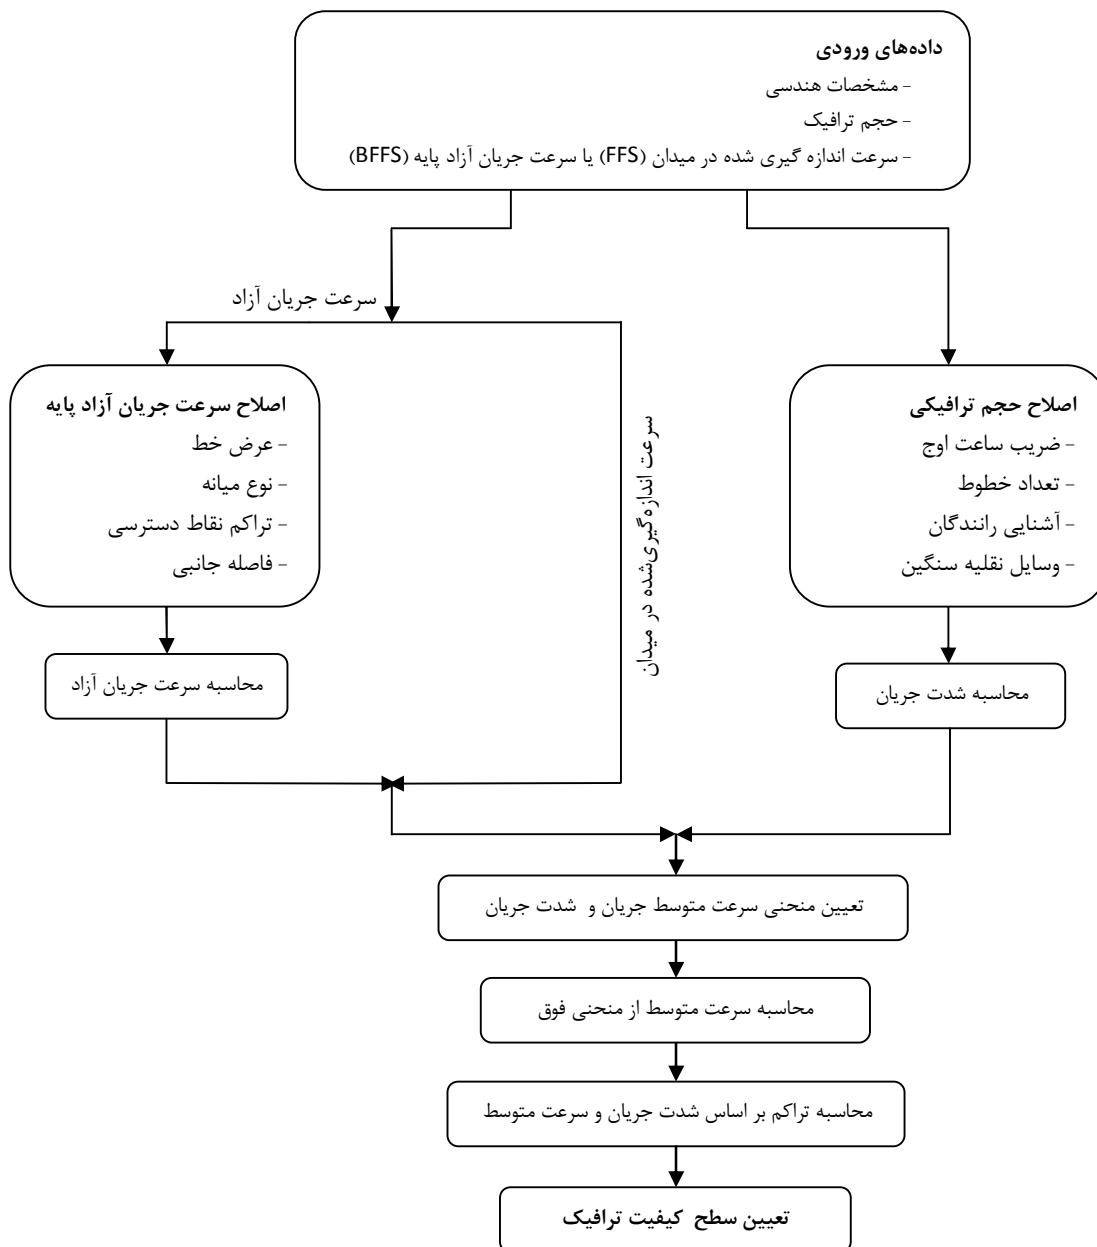 داده‌های ورودی
- مشخصات هندسی
- حجم ترافیک
- سرعت اندازه گیری شده در میدان (FFS) یا سرعت جریان آزاد پایه (BFFS)
سرعت جریان آزاد
اصلاح حجم ترافیکی
- ضریب ساعت اوج
- تعداد خطوط
- آشنایی رانندگان
- وسایل نقلیه سنگین
سرعت اندازه‌گیری‌شده در میدان
اصلاح سرعت جریان آزاد پایه
- عرض خط
- نوع میانه
- تراکم نقاط دسترسی
- فاصله جانبی
محاسبه شدت جریان
محاسبه سرعت جریان آزاد
تعیین منحنی سرعت متوسط جریان و شدت جریان
محاسبه سرعت متوسط از منحنی فوق
محاسبه تراکم بر اساس شدت جریان و سرعت متوسط
تعیین سطح کیفیت ترافیک